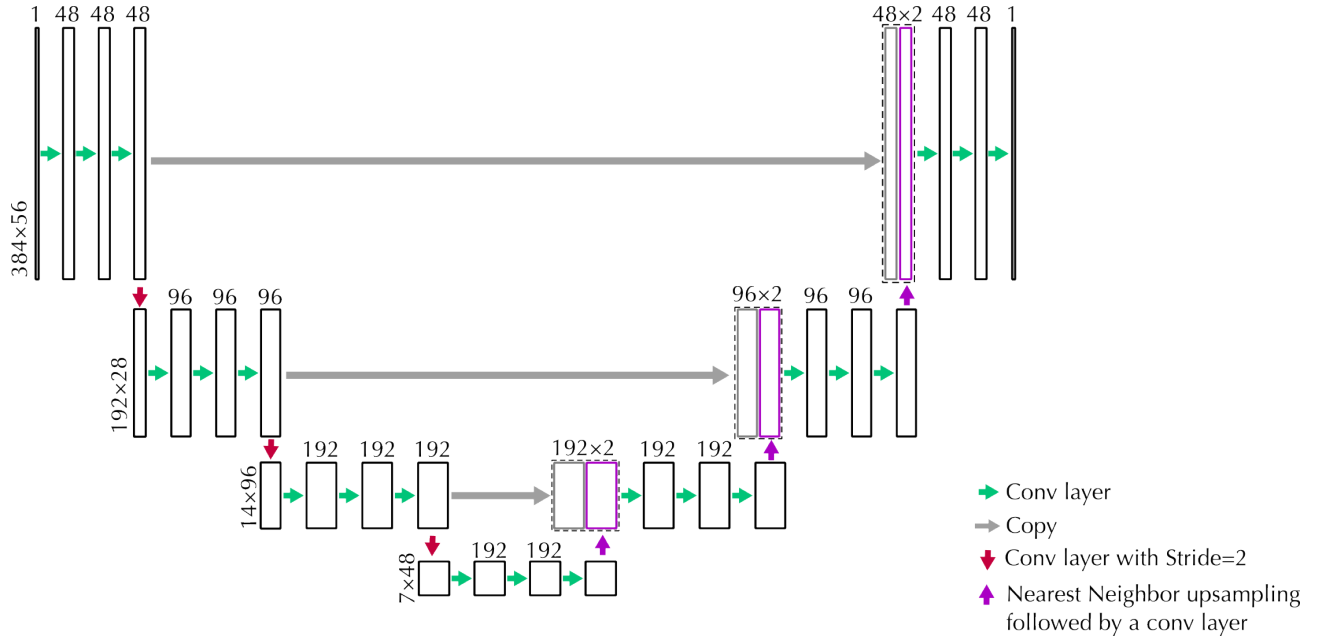 1 48 48 48 48×2 48 48 1
384×56
96 96 96 96×2 96 96
192×28
192 192 192 192×2 192 192
14×96
192 192
7×48
Conv layer
Copy
Conv layer with Stride=2
Nearest Neighbor upsampling
followed by a conv layer